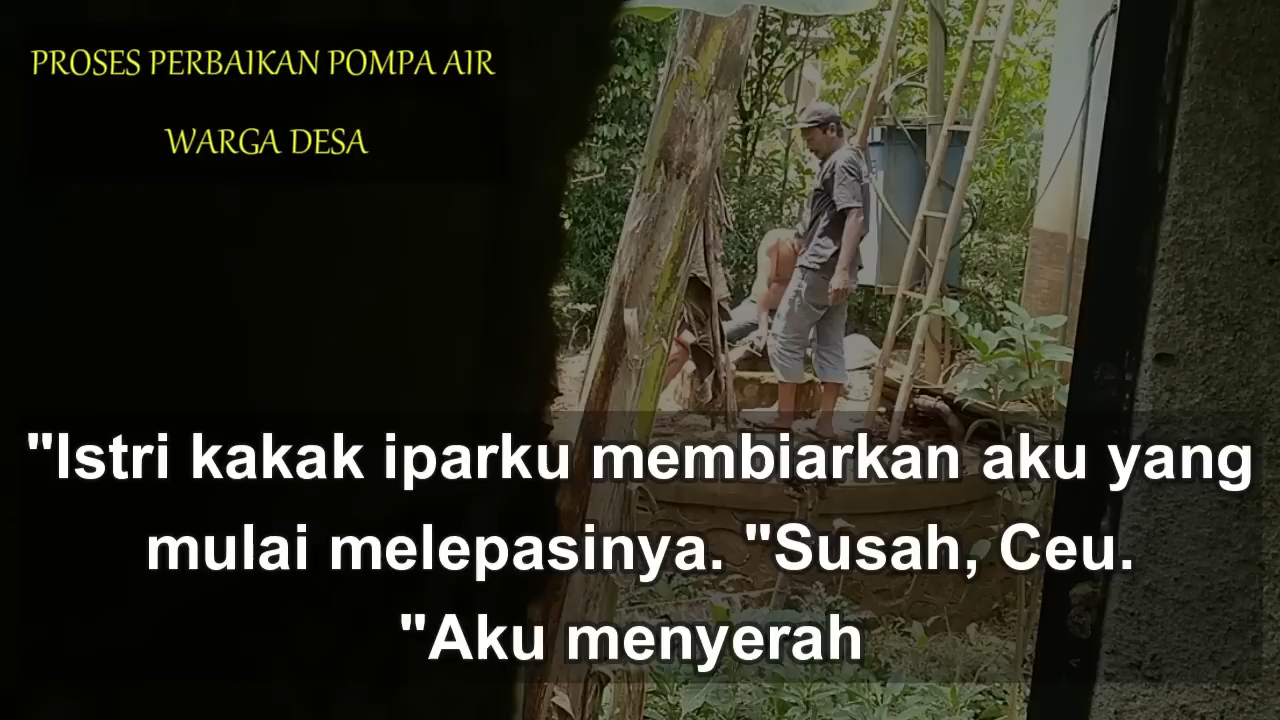 PROSES PERBAIKAN POMPA AIR
WARGA DESA
"Istri kakak iparku membiarkan aku yang
mulai melepasinya. "Susah, Ceu.
"Aku menyerah